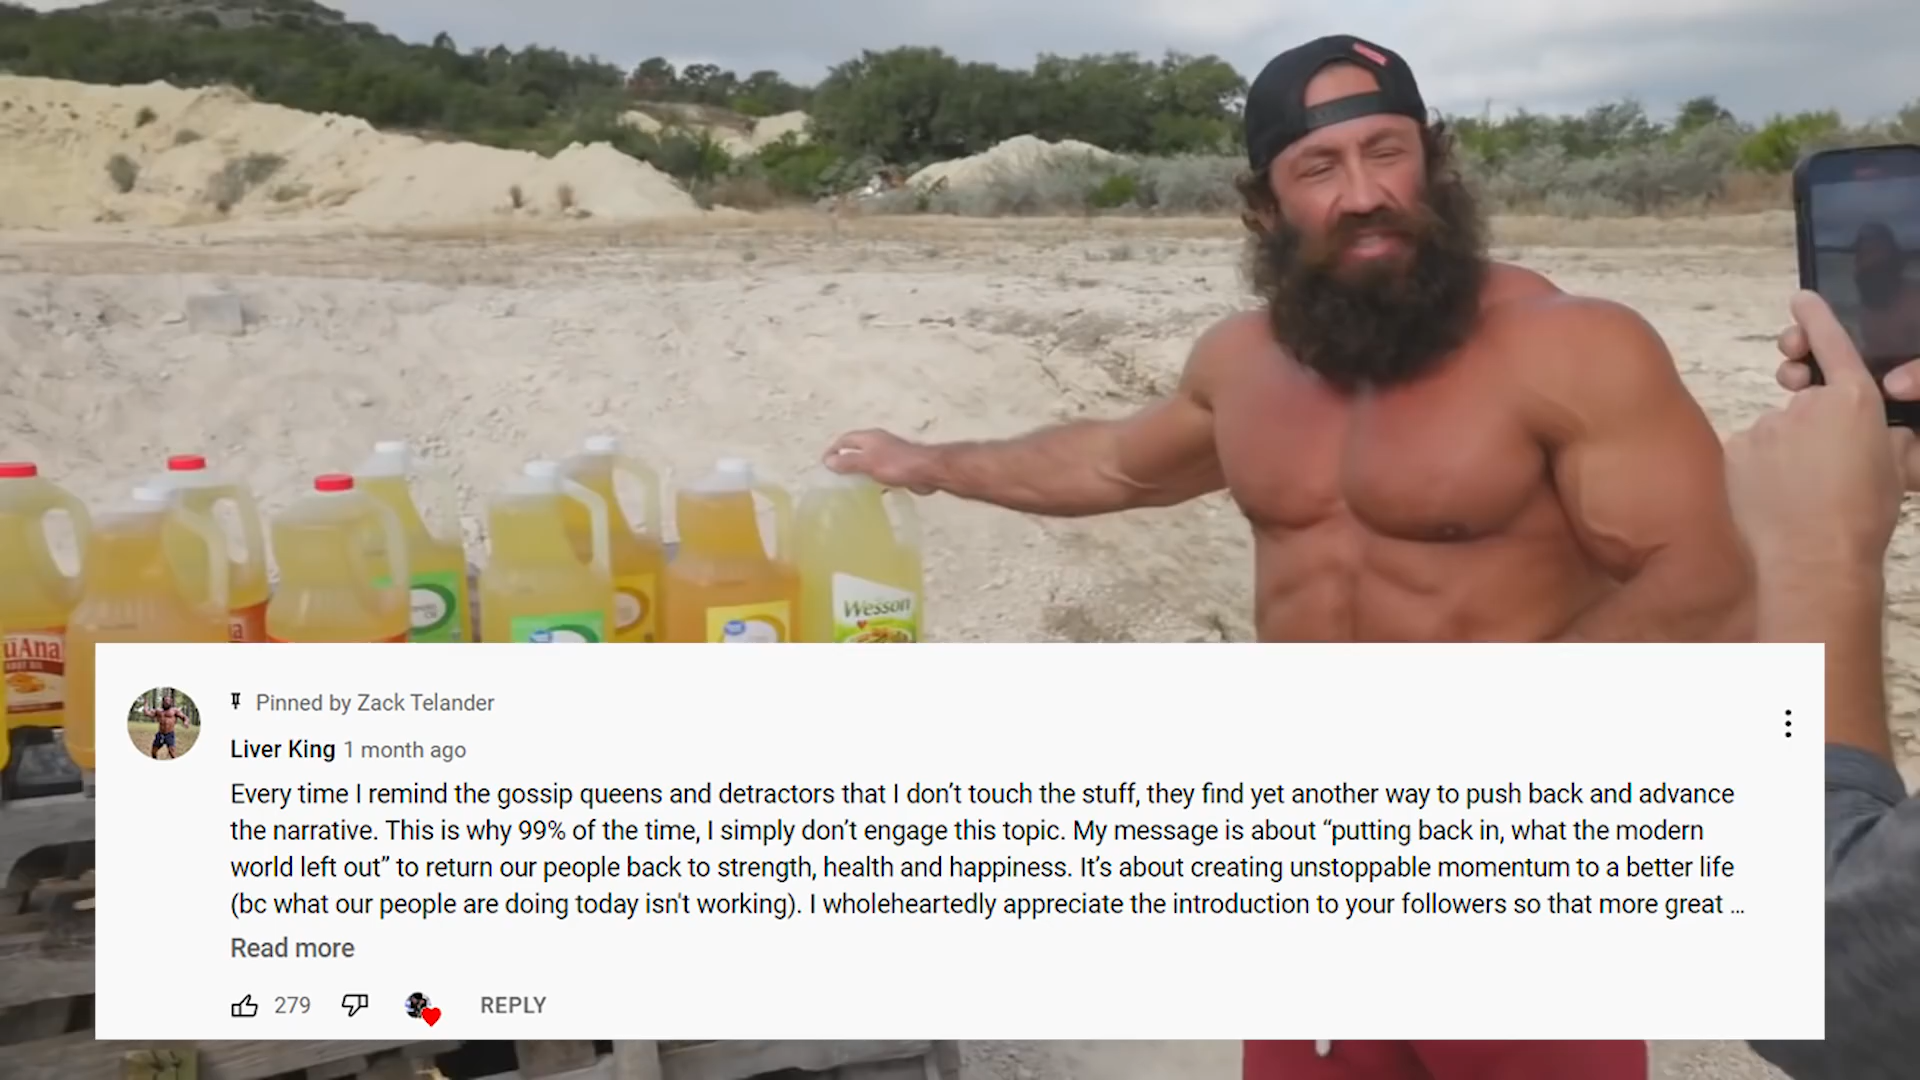 Wesson
uAna
Pinned by Zack Telander
Liver King 1 month ago
Every time I remind the gossip queens and detractors that I don’t touch the stuff, they find yet another way to push back and advance
the narrative. This is why 99% of the time, I simply don’t engage this topic. My message is about “putting back in, what the modern
world left out” to return our people back to strength, health and happiness. It’s about creating unstoppable momentum to a better life
(bc what our people are doing today isn't working). I wholeheartedly appreciate the introduction to your followers so that more great ...
Read more
279
REPLY